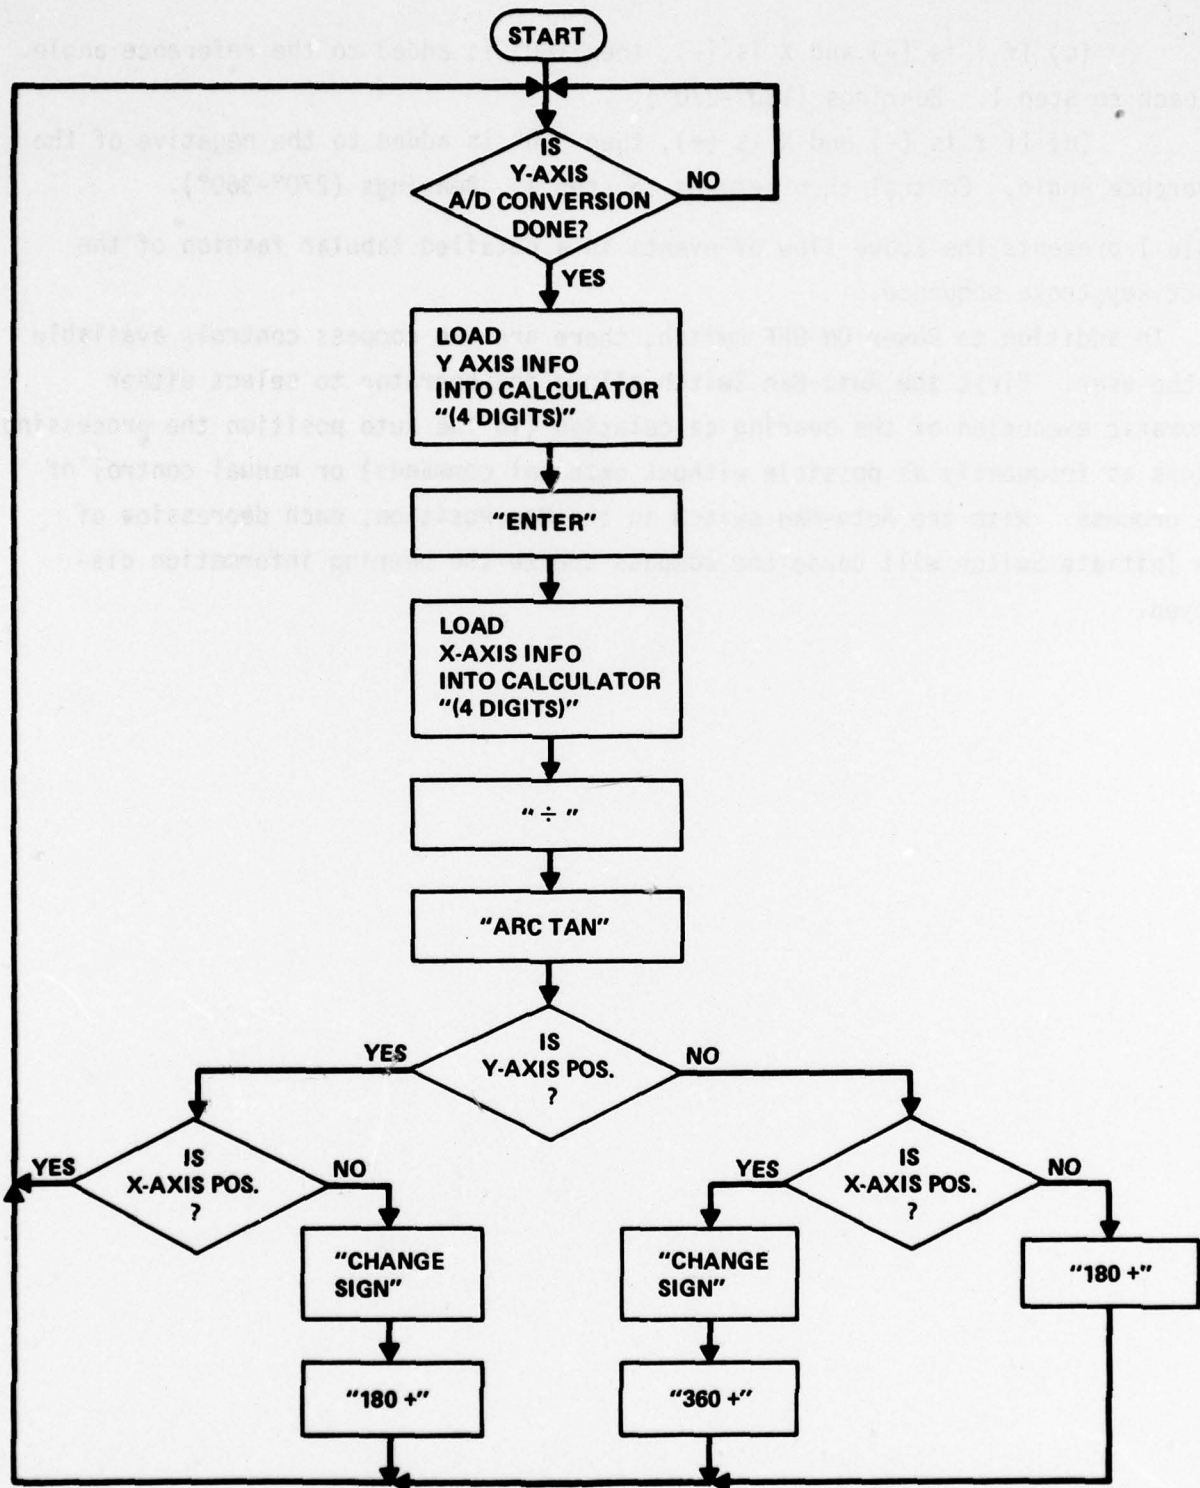 START
IS
Y-AXIS
A/D CONVERSION
DONE?
NO
YES
LOAD
Y AXIS INFO
INTO CALCULATOR
"(4 DIGITS)"
"ENTER"
LOAD
X-AXIS INFO
INTO CALCULATOR
"(4 DIGITS)"
"÷"
"ARC TAN"
IS
Y-AXIS POS.
?
YES
NO
IS
X-AXIS POS.
?
YES
NO
"CHANGE
SIGN"
"180 +"
IS
X-AXIS POS.
?
YES
NO
"CHANGE
SIGN"
"360 +"
"180 +"